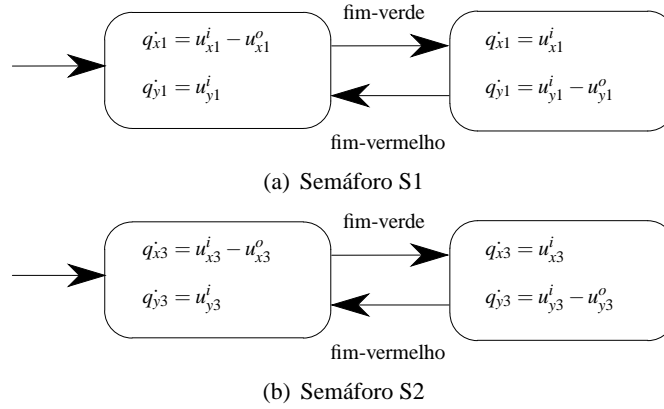 fim-verde
q̇x1 = u^i_x1 − u^o_x1
q̇y1 = u^i_y1
q̇x1 = u^i_x1
q̇y1 = u^i_y1 − u^o_y1
fim-vermelho
(a) Semáforo S1
fim-verde
q̇x3 = u^i_x3 − u^o_x3
q̇y3 = u^i_y3
q̇x3 = u^i_x3
q̇y3 = u^i_y3 − u^o_y3
fim-vermelho
(b) Semáforo S2